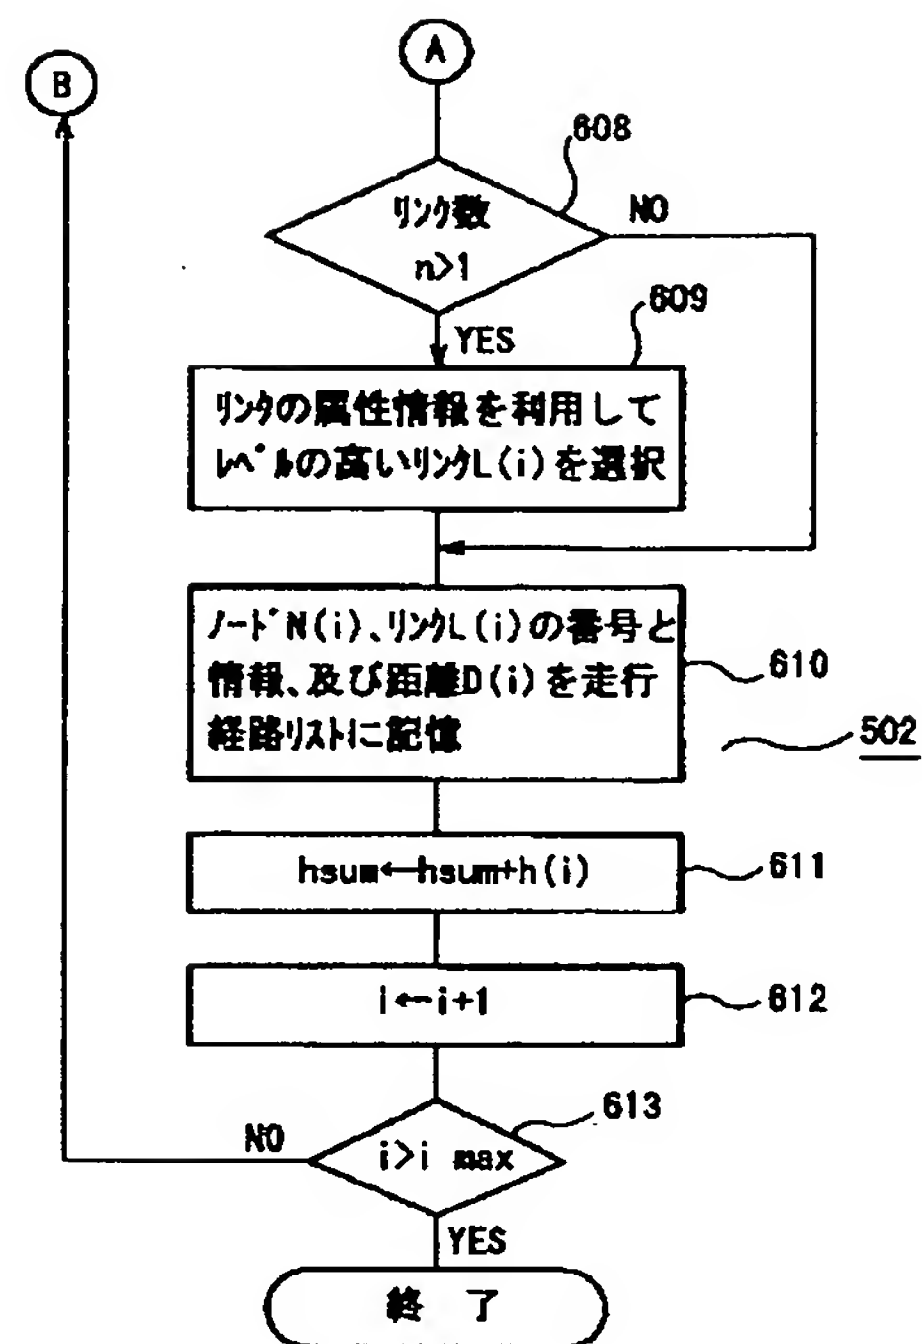 A
B
608
リンク数
n>1
NO
YES
609
リンクの属性情報を利用して
レベルの高いリンクL(i)を選択
ノードN(i)、リンクL(i)の番号と
情報、及び距離D(i)を走行
経路リストに記憶
610
502
hsum←hsum+h(i)
611
i←i+1
612
613
i>i max
NO
YES
終了